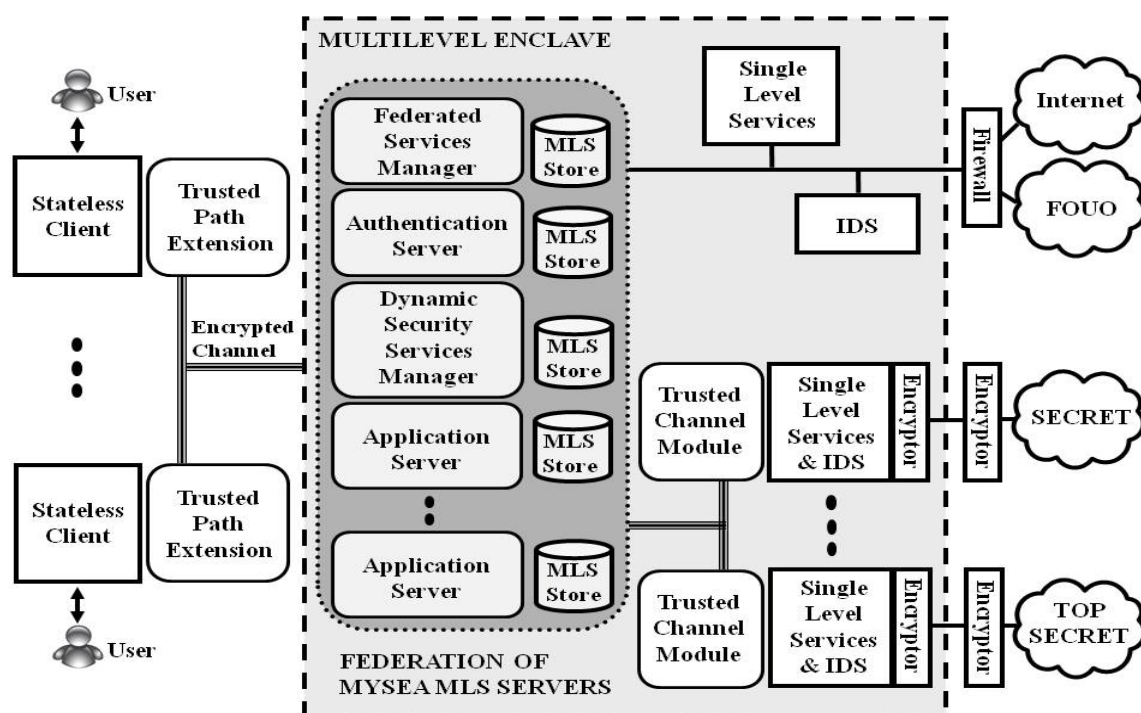 MULTILEVEL ENCLAVE
User
Stateless
Client
Trusted
Path
Extension
Encrypted
Channel
Stateless
Client
Trusted
Path
Extension
User
Federated
Services
Manager
MLS
Store
Authentication
Server
MLS
Store
Dynamic
Security
Services
Manager
MLS
Store
Application
Server
MLS
Store
Application
Server
MLS
Store
FEDERATION OF
MYSEA MLS SERVERS
Single
Level
Services
IDS
Firewall
Internet
FOUO
Trusted
Channel
Module
Single
Level
Services
& IDS
Encryptor
Encryptor
SECRET
Trusted
Channel
Module
Single
Level
Services
& IDS
Encryptor
Encryptor
TOP
SECRET